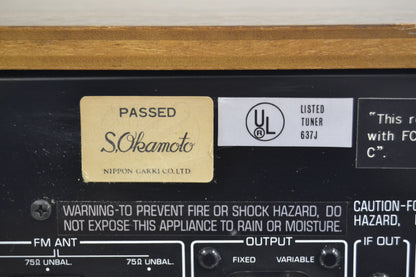 PASSED
S.Okamoto
NIPPON GAKKI CO.LTD
UL
LISTED
TUNER
637J
"This r
with FC
C".
WARNING-TO PREVENT FIRE OR SHOCK HAZARD, DO
NOT EXPOSE THIS APPLIANCE TO RAIN OR MOISTURE.
CAUTION-FO
HAZARD,
FM ANT
75Ω UNBAL.
75Ω UNBAL.
OUTPUT
FIXED
VARIABLE
IF OUT